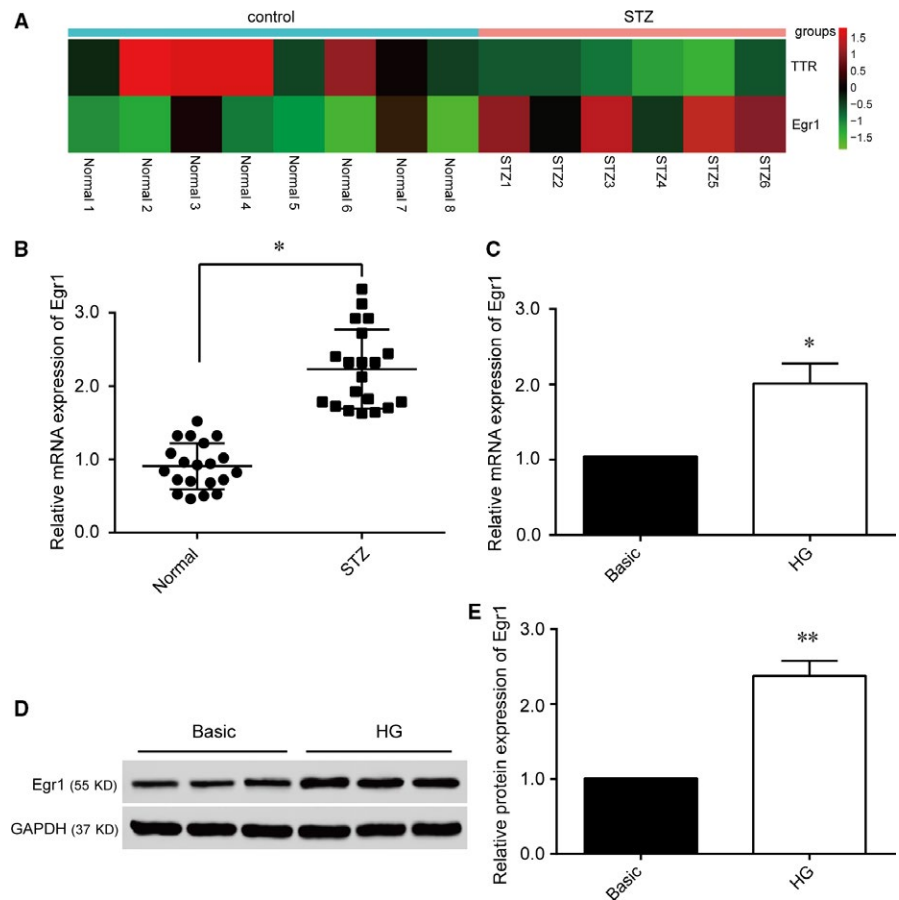 A
control
STZ
groups
TTR
Egr1
1.5
1
0.5
0
−0.5
−1
−1.5
Normal 1
Normal 2
Normal 3
Normal 4
Normal 5
Normal 6
Normal 7
Normal 8
STZ1
STZ2
STZ3
STZ4
STZ5
STZ6
B
Relative mRNA expression of Egr1
3.0
2.0
1.0
0.0
*
Normal
STZ
C
Relative mRNA expression of Egr1
3.0
2.0
1.0
0.0
*
Basic
HG
D
Basic
HG
Egr1 (55 KD)
GAPDH (37 KD)
E
Relative protein expression of Egr1
3.0
2.0
1.0
0.0
**
Basic
HG